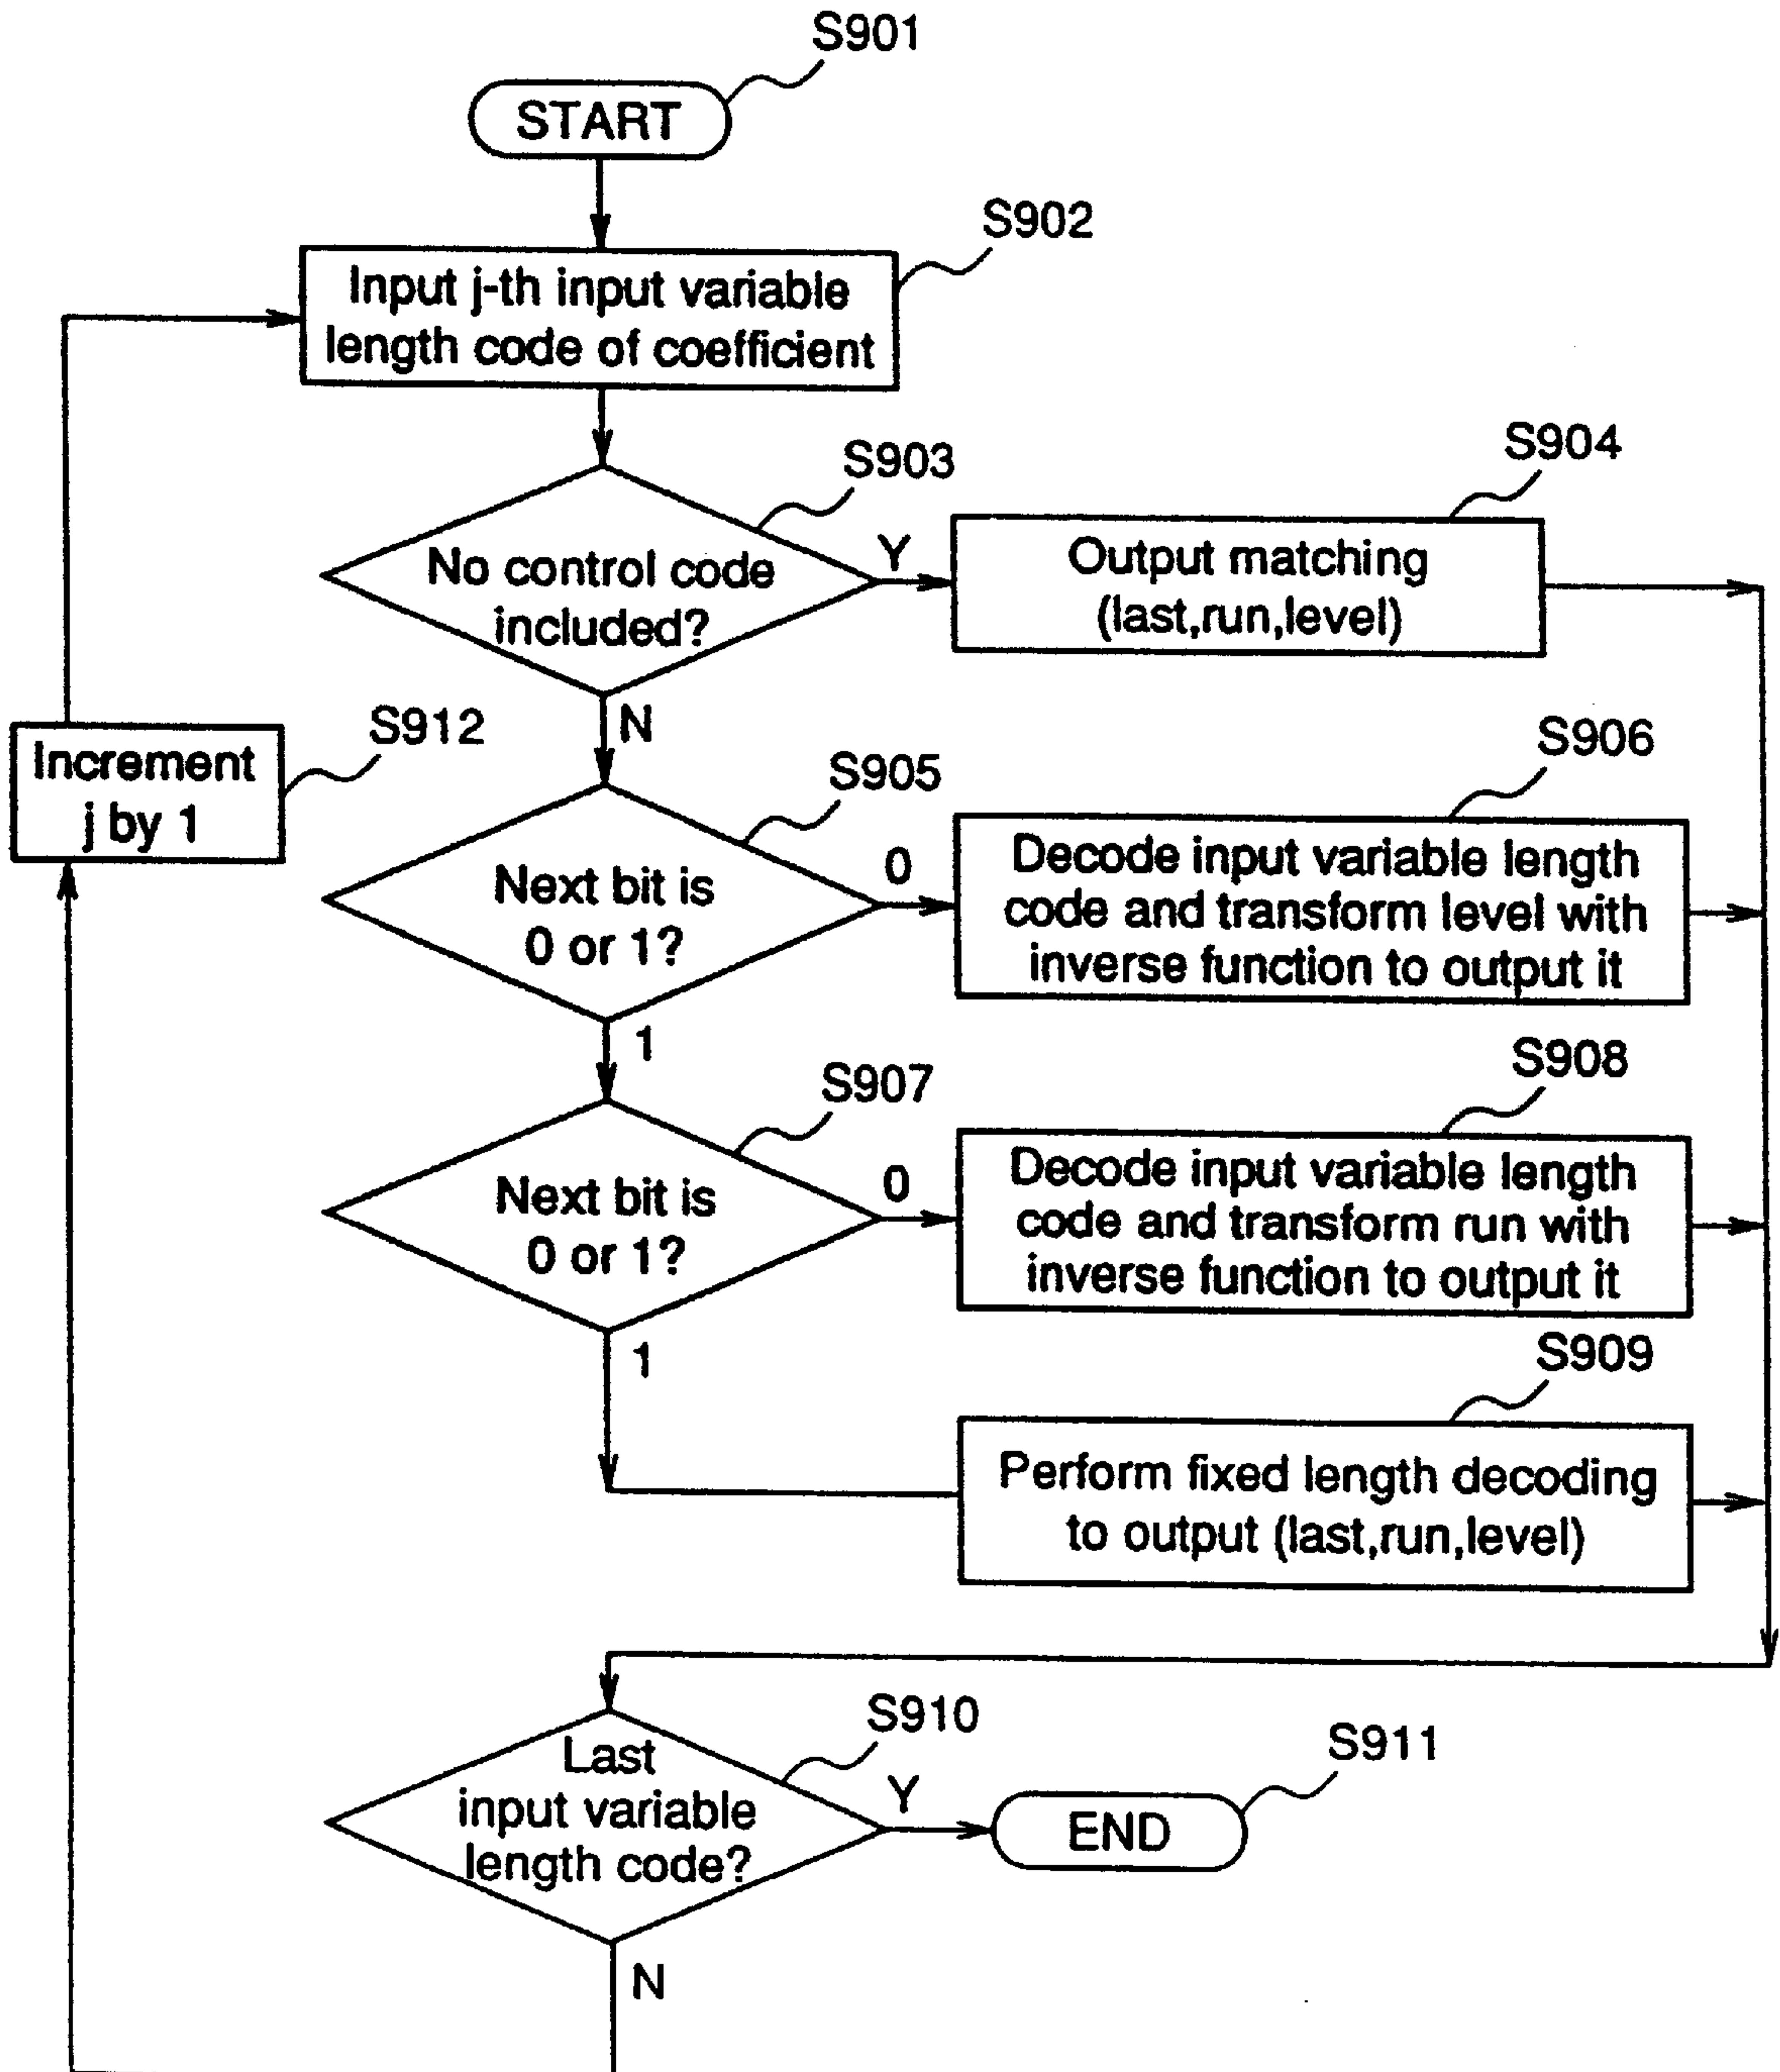 S901
START
S902
Input j-th input variable
length code of coefficient
S903
No control code
included?
Y
S904
Output matching
(last,run,level)
N
S912
Increment
j by 1
S905
Next bit is
0 or 1?
0
S906
Decode input variable length
code and transform level with
inverse function to output it
1
S907
Next bit is
0 or 1?
0
S908
Decode input variable length
code and transform run with
inverse function to output it
1
S909
Perform fixed length decoding
to output (last,run,level)
S910
Last
input variable
length code?
Y
S911
END
N